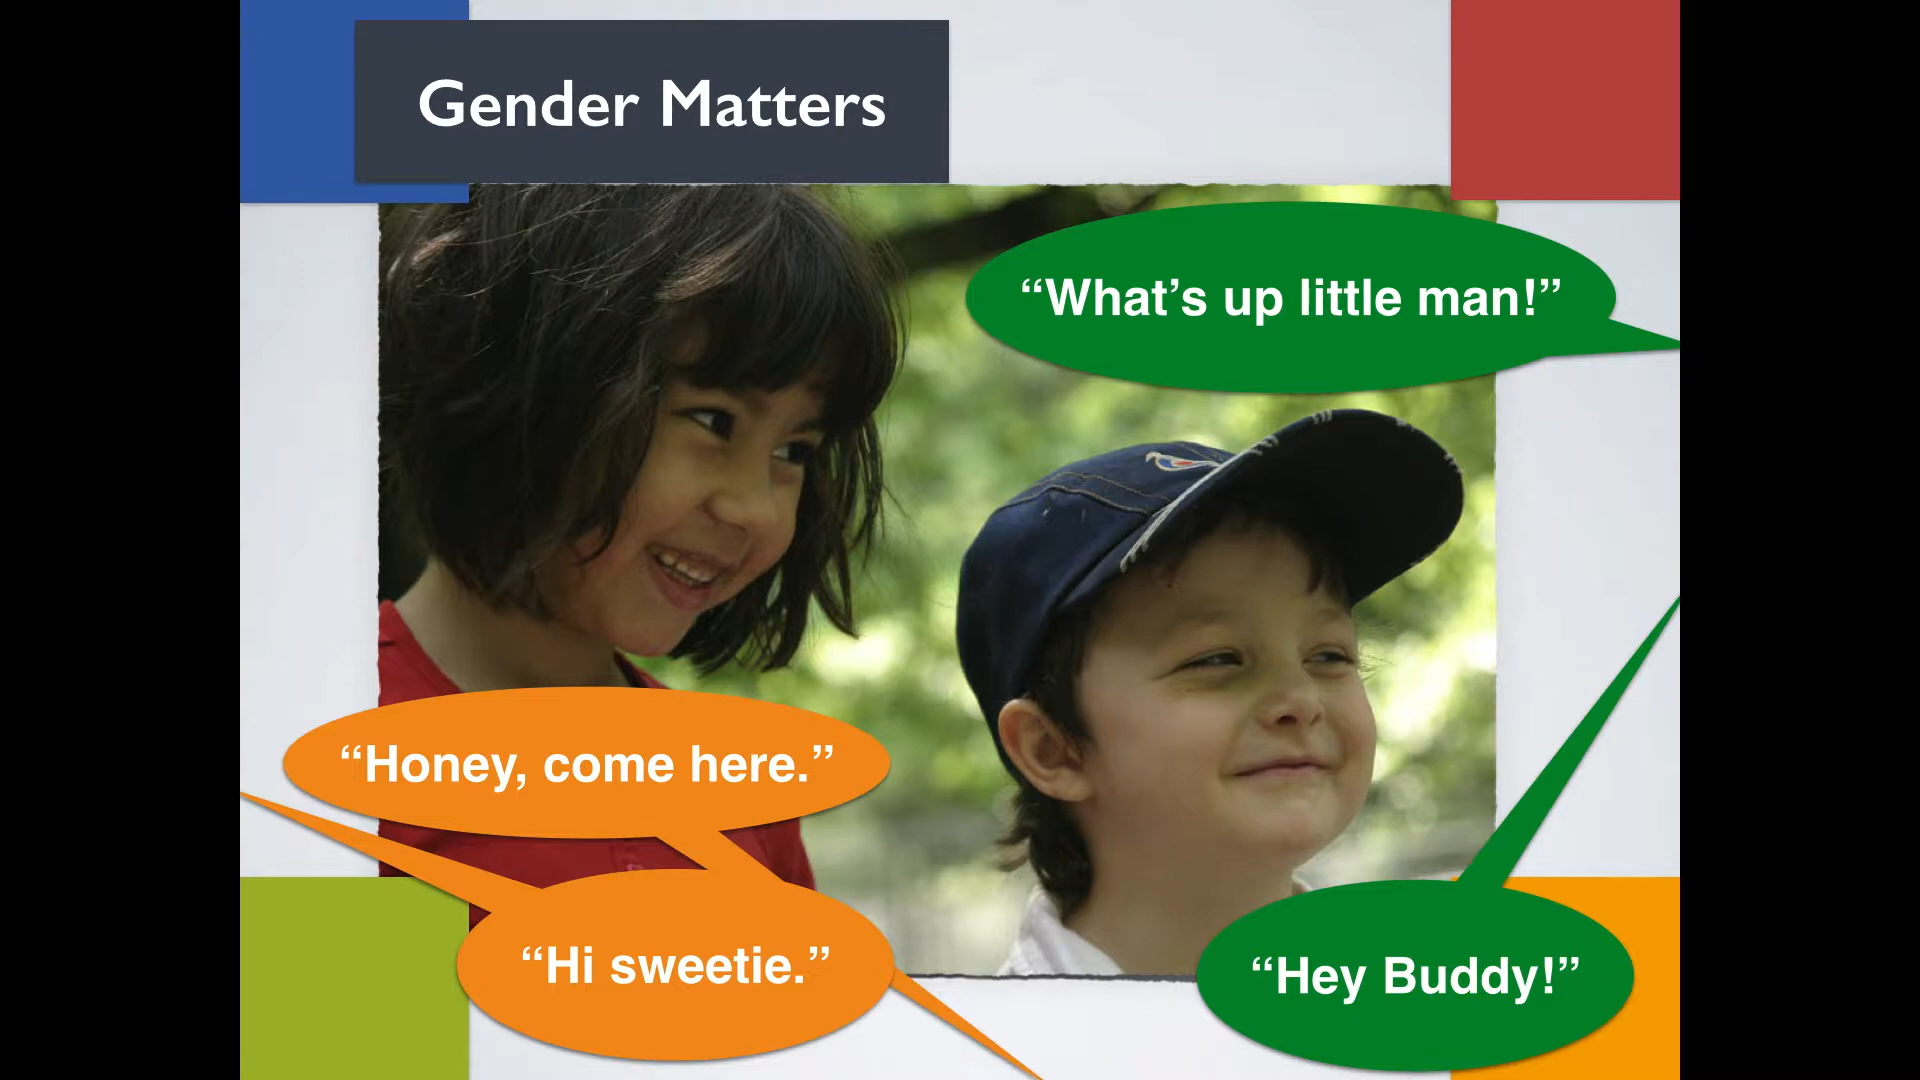 Gender Matters
“What’s up little man!”
“Honey, come here.”
“Hi sweetie.”
“Hey Buddy!”